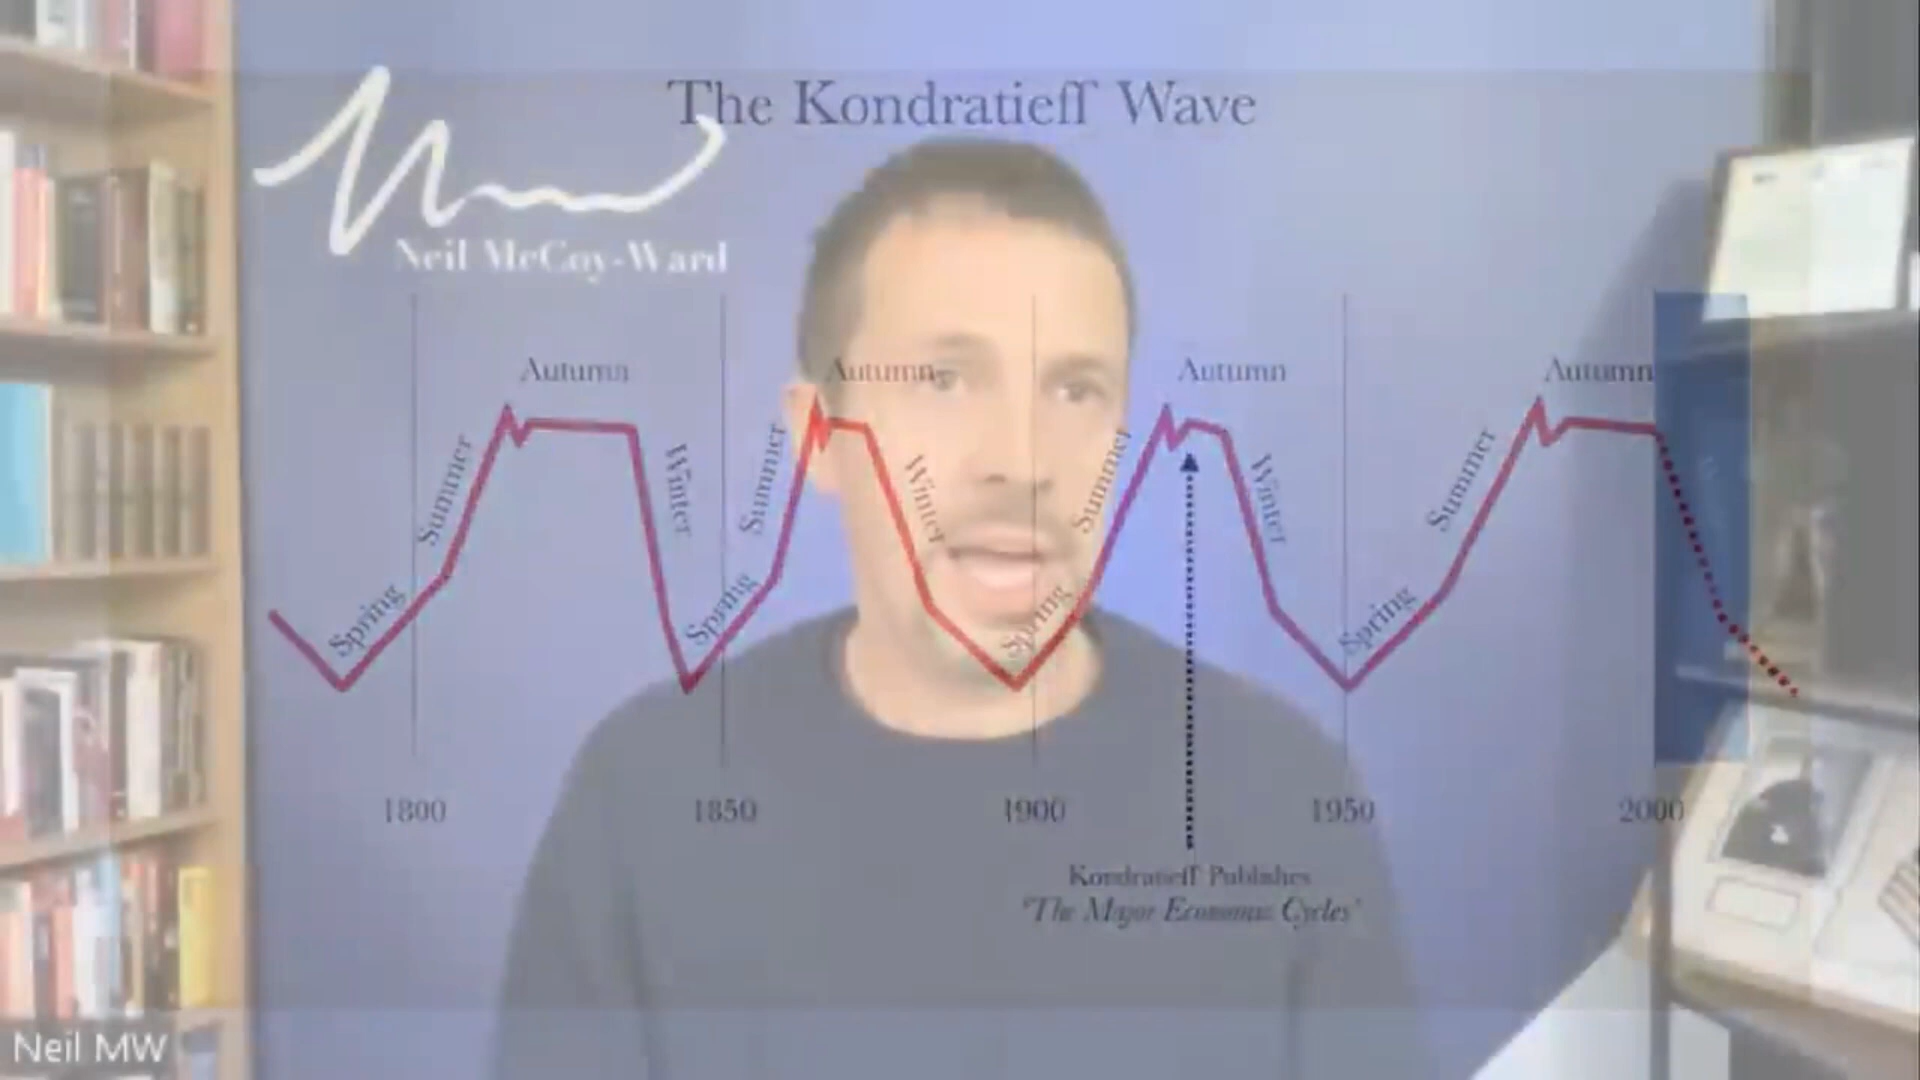 The Kondratieff Wave
Neil McCoy-Ward
Autumn
Autumn
Autumn
Autumn
Summer
Winter
Summer
Winter
Summer
Winter
Summer
Spring
Spring
Spring
Spring
1800
1850
1900
1950
2000
Kondratieff Publishes
'The Major Economic Cycles'
Neil MW